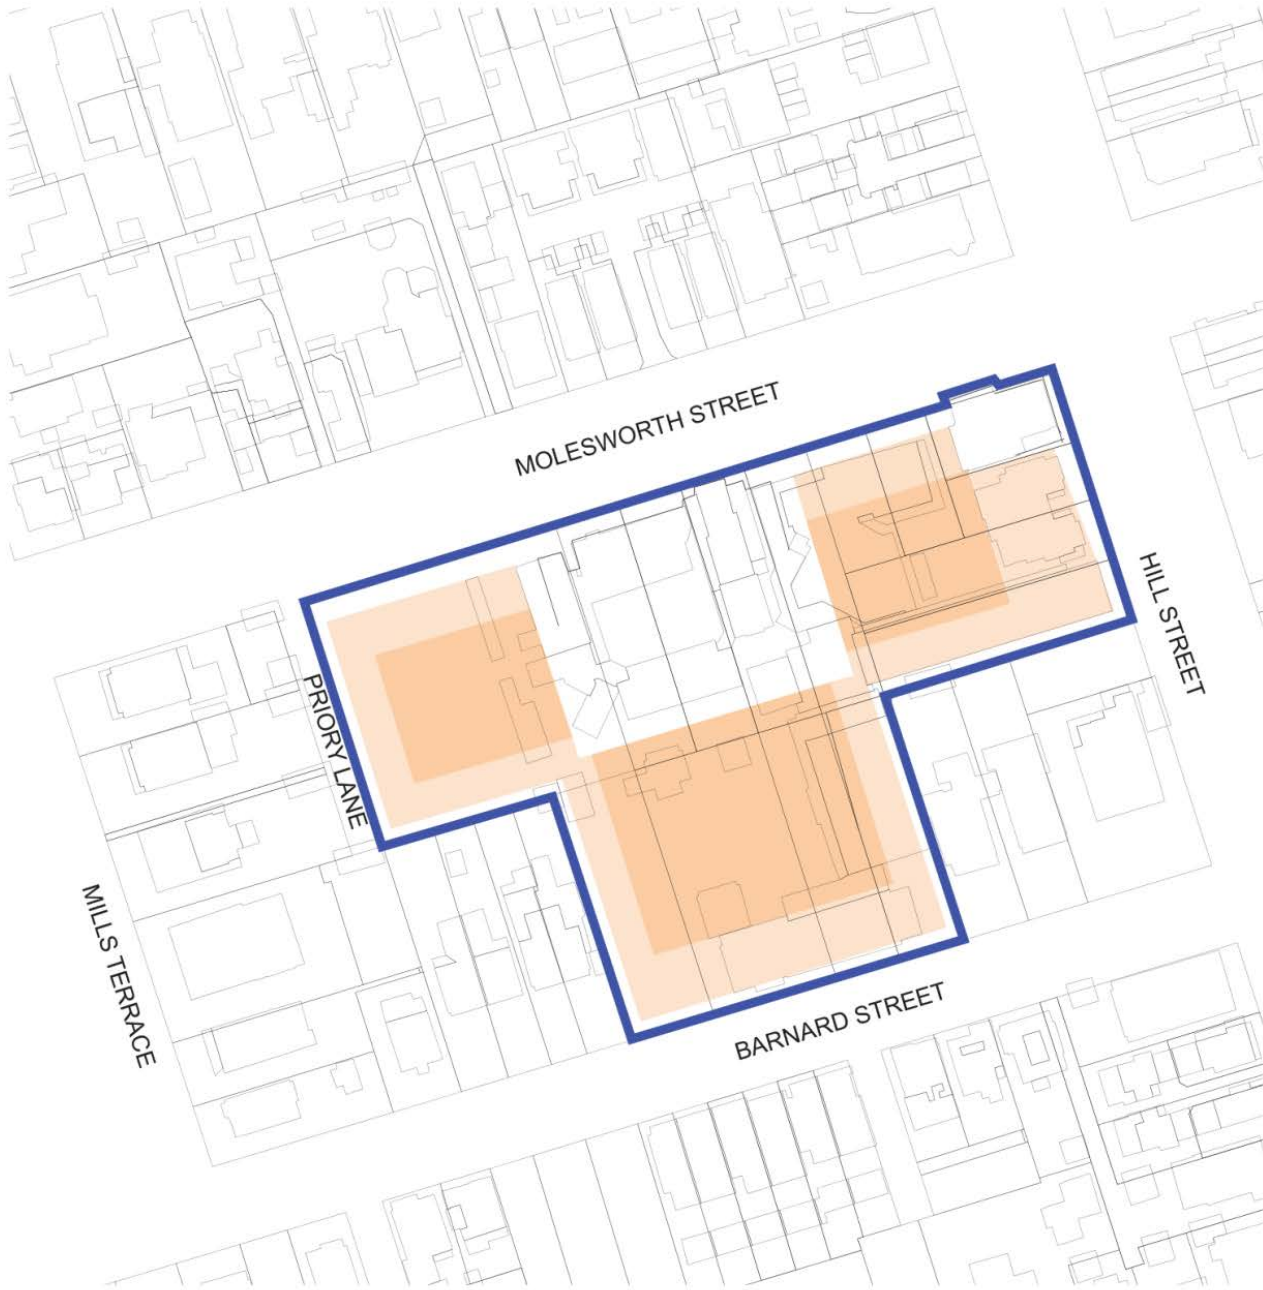 MOLESWORTH STREET
HILL STREET
PRIORY LANE
MILLS TERRACE
BARNARD STREET